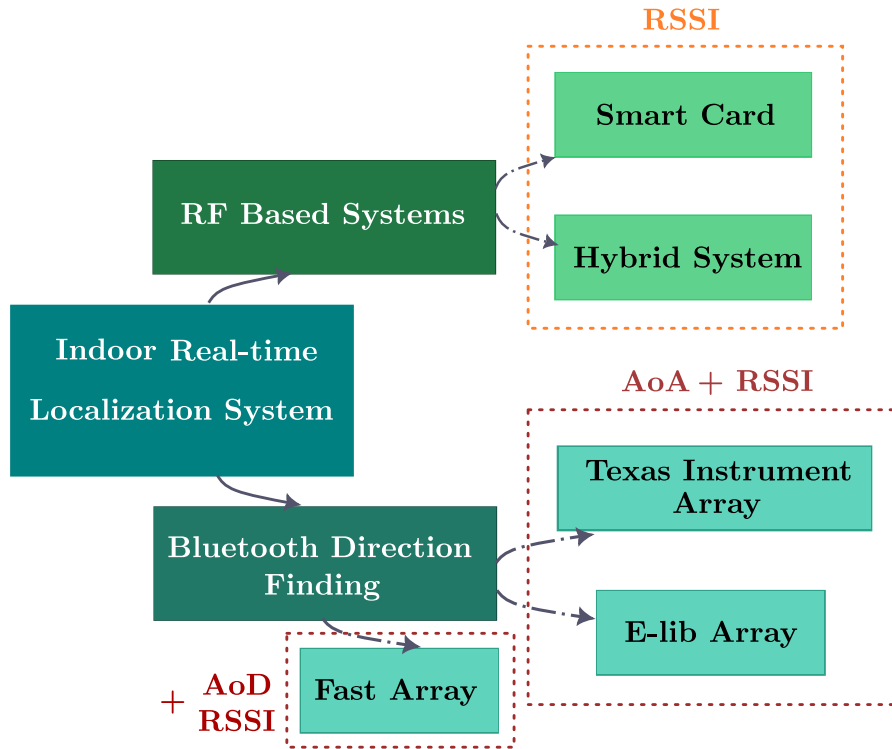 RSSI
Smart Card
RF Based Systems
Hybrid System
Indoor Real-time
Localization System
AoA + RSSI
Texas Instrument
Array
Bluetooth Direction
Finding
E-lib Array
+ AoD
RSSI
Fast Array